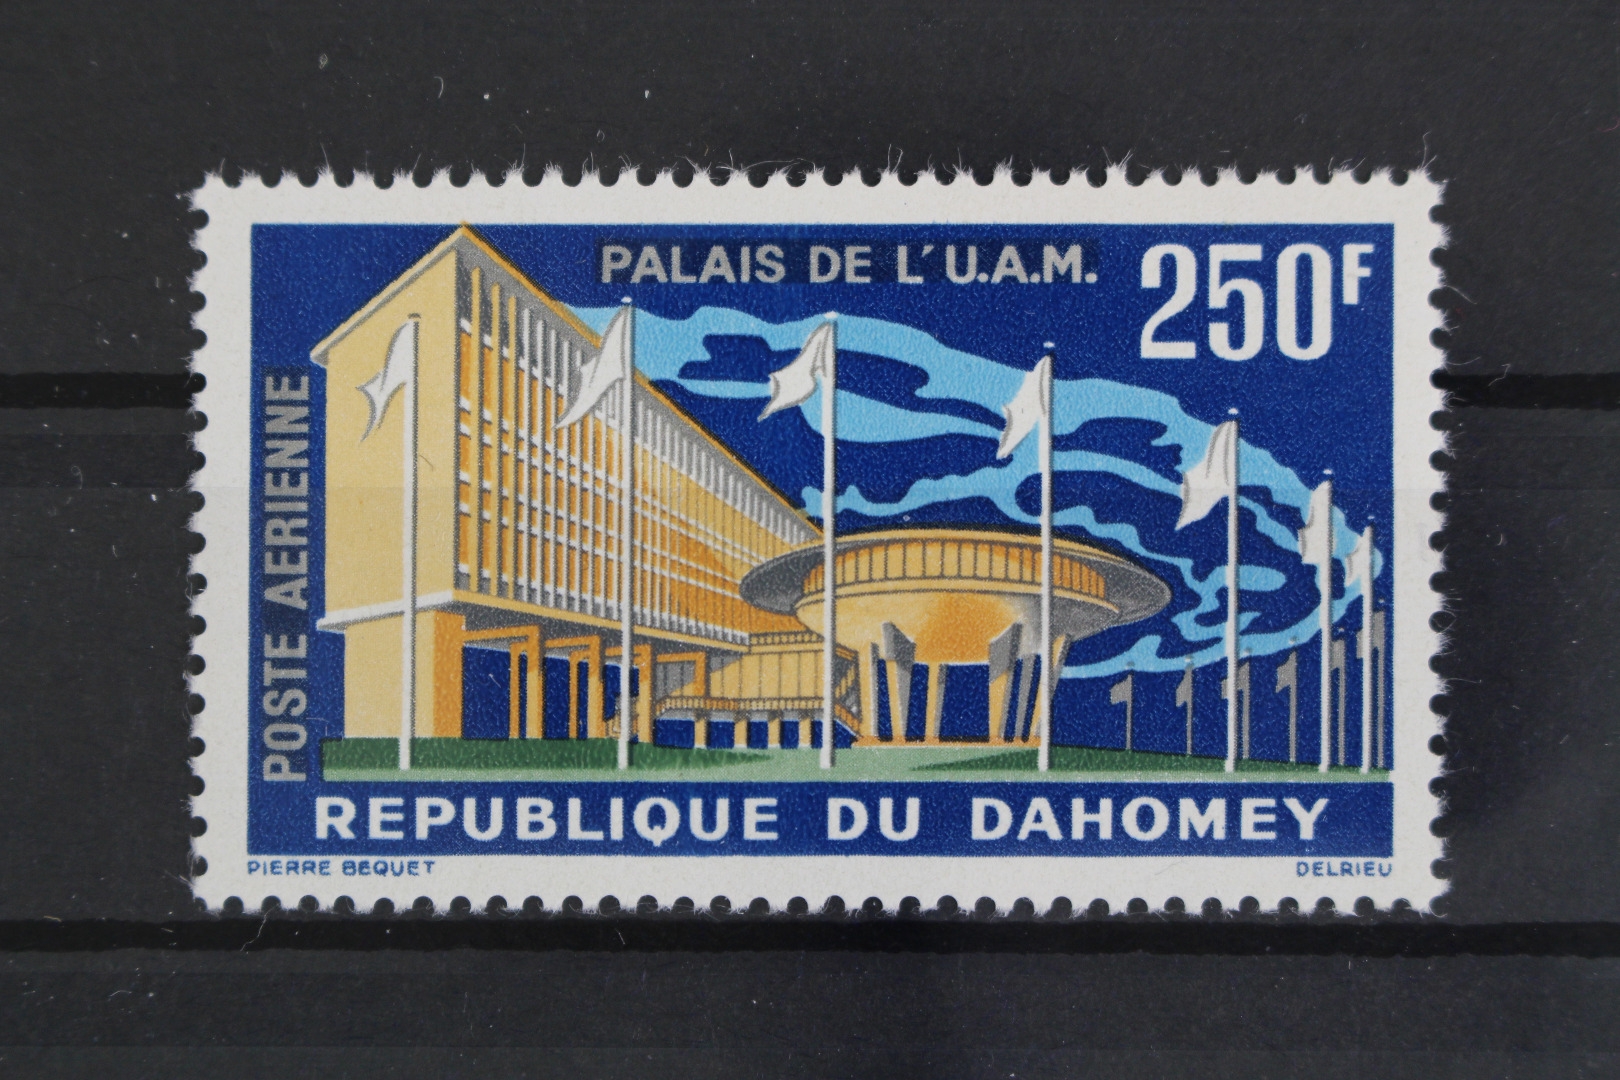 PALAIS DE L'U.A.M.
250F
POSTE AERIENNE
REPUBLIQUE DU DAHOMEY
PIERRE BEQUET
DELRIEU